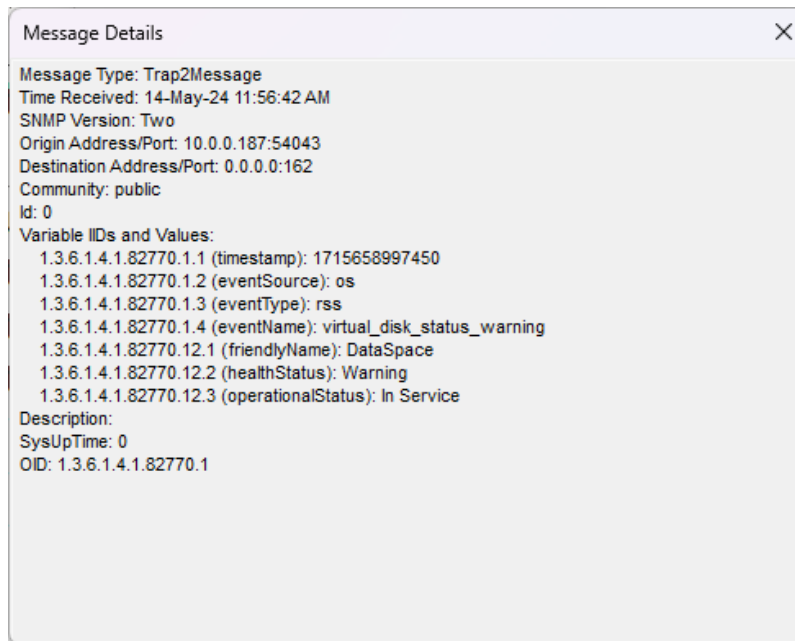 Message Details
Message Type: Trap2Message
Time Received: 14-May-24 11:56:42 AM
SNMP Version: Two
Origin Address/Port: 10.0.0.187:54043
Destination Address/Port: 0.0.0.0:162
Community: public
Id: 0
Variable IIDs and Values:
1.3.6.1.4.1.82770.1.1 (timestamp): 1715658997450
1.3.6.1.4.1.82770.1.2 (eventSource): os
1.3.6.1.4.1.82770.1.3 (eventType): rss
1.3.6.1.4.1.82770.1.4 (eventName): virtual_disk_status_warning
1.3.6.1.4.1.82770.12.1 (friendlyName): DataSpace
1.3.6.1.4.1.82770.12.2 (healthStatus): Warning
1.3.6.1.4.1.82770.12.3 (operationalStatus): In Service
Description:
SysUpTime: 0
OID: 1.3.6.1.4.1.82770.1